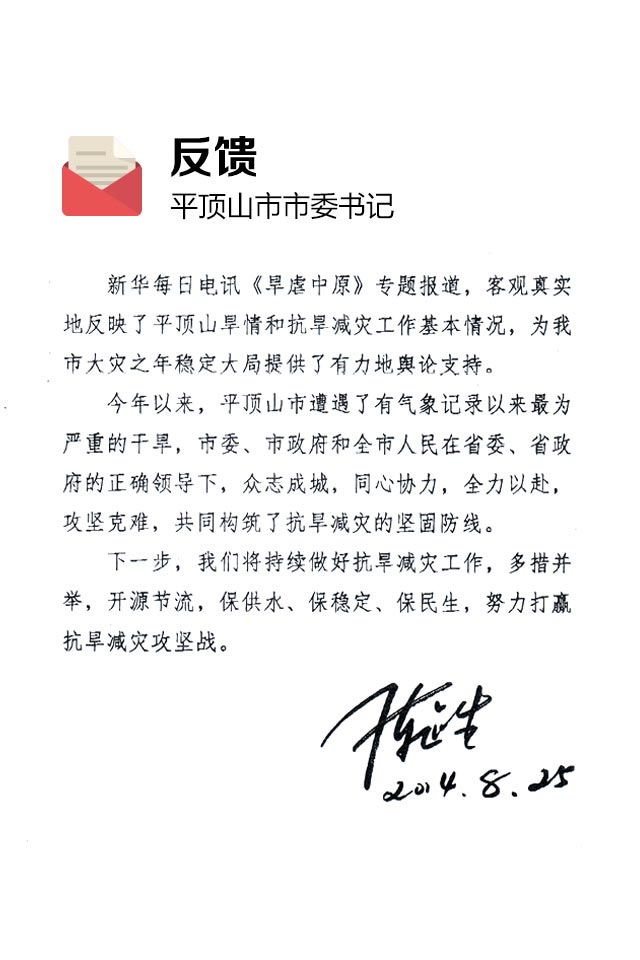 反馈
平顶山市市委书记
新华每日电讯《旱虐中原》专题报道，客观真实
地反映了平顶山旱情和抗旱减灾工作基本情况，为我
市大灾之年稳定大局提供了有力地舆论支持。
今年以来，平顶山市遭遇了有气象记录以来最为
严重的干旱，市委、市政府和全市人民在省委、省政
府的正确领导下，众志成城，同心协力，全力以赴，
攻坚克难，共同构筑了抗旱减灾的坚固防线。
下一步，我们将持续做好抗旱减灾工作，多措并
举，开源节流，保供水、保稳定、保民生，努力打赢
抗旱减灾攻坚战。
陈建生
2014.8.25